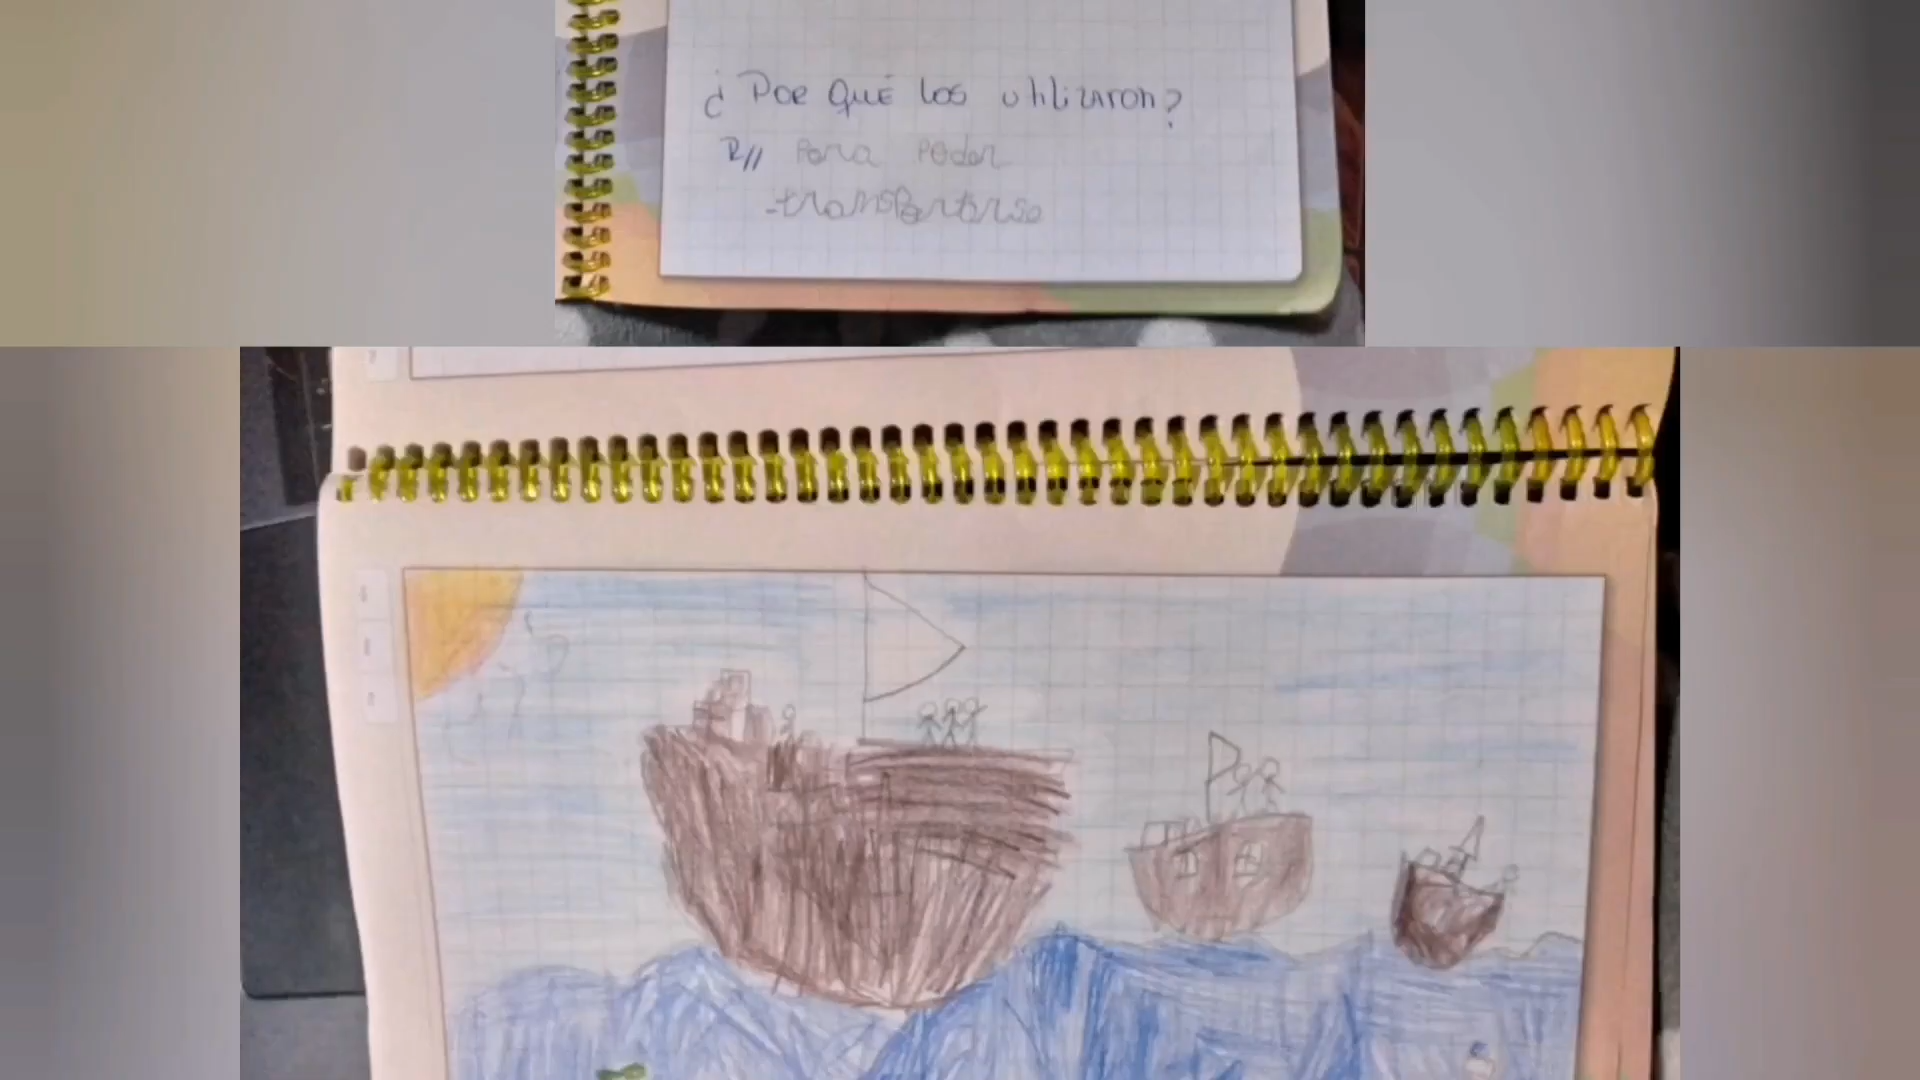 ¿Por qué los utilizaron?
R// Para poder
transportarse